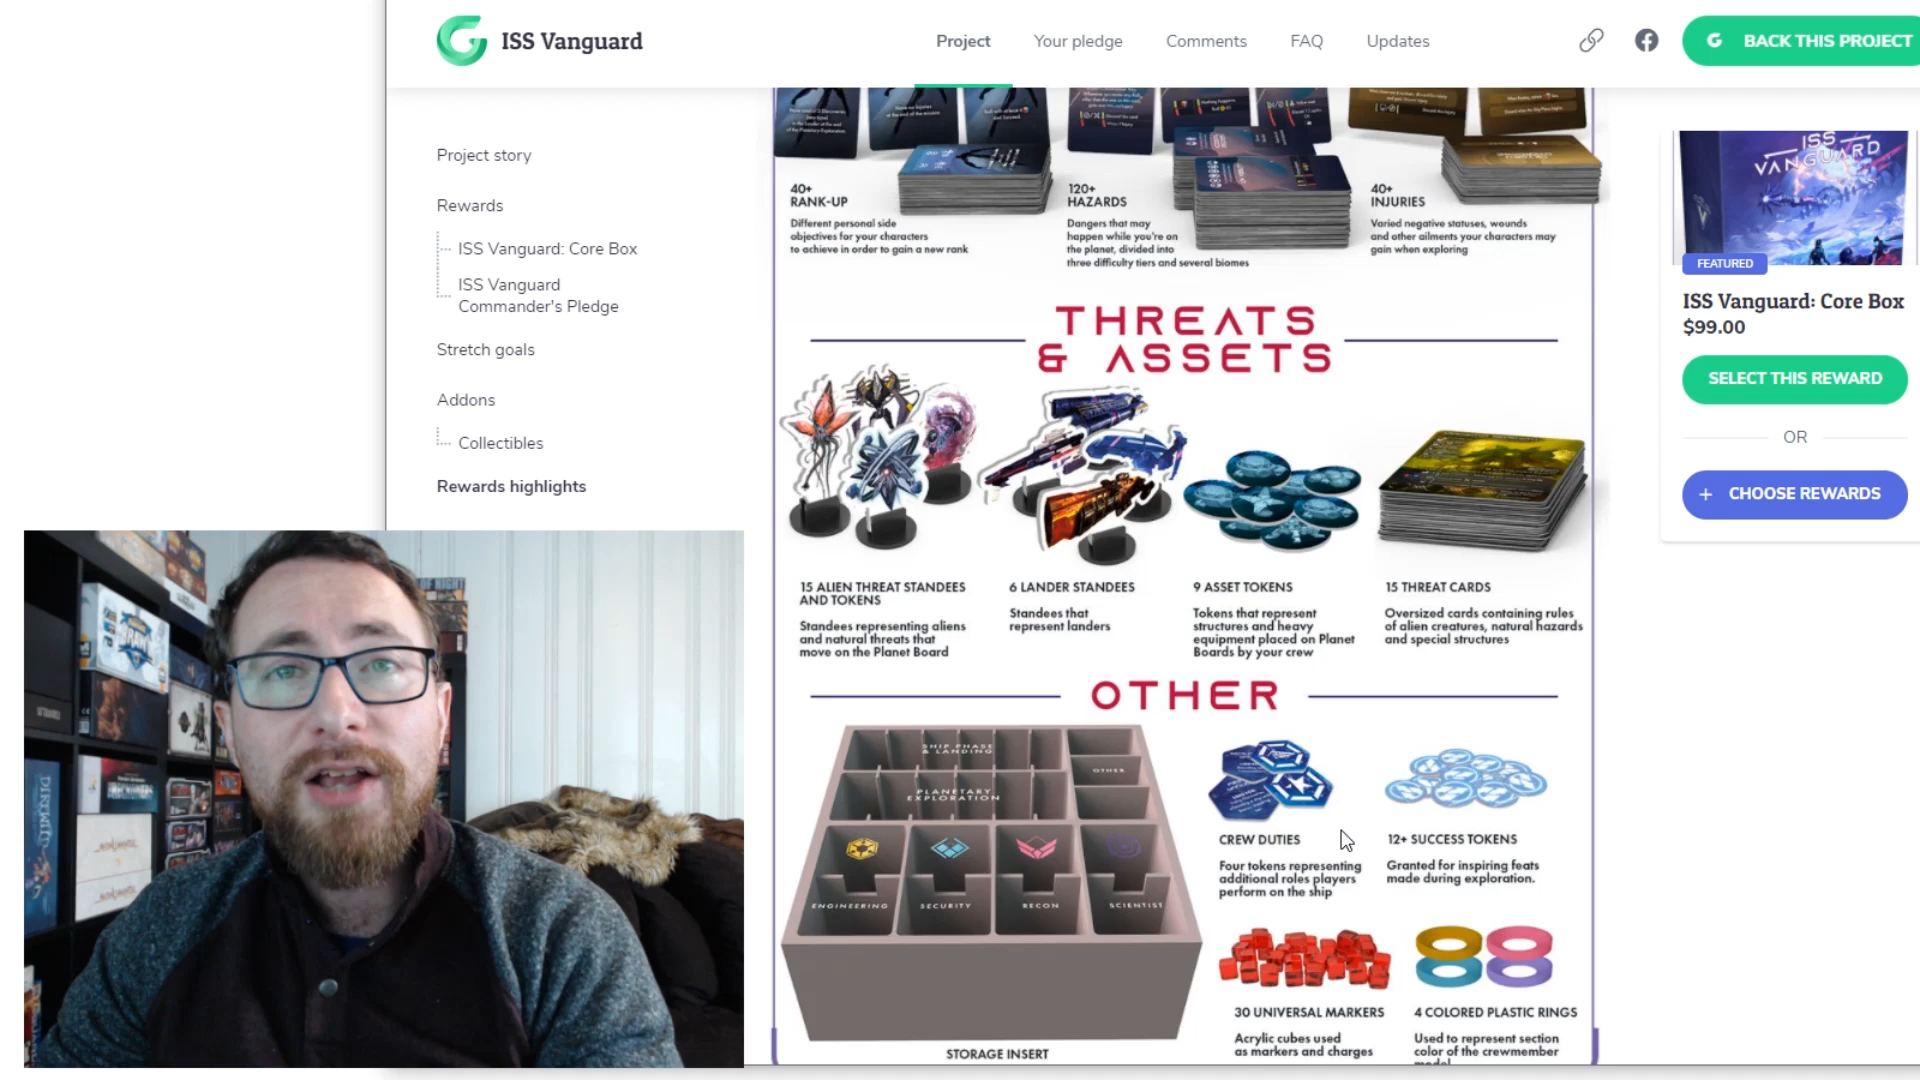 ISS Vanguard
Project
Your pledge
Comments
FAQ
Updates
BACK THIS PROJECT
Project story
Rewards
ISS Vanguard: Core Box
ISS Vanguard
Commander's Pledge
Stretch goals
Addons
Collectibles
Rewards highlights
40+
RANK-UP
Different personal side
objectives for your characters
to achieve in order to gain a new rank
120+
HAZARDS
Dangers that may
happen while you're on
the planet, divided into
three difficulty tiers and several biomes
40+
INJURIES
Varied negative statuses, wounds
and other ailments your characters may
gain when exploring
THREATS
& ASSETS
15 ALIEN THREAT STANDEES
AND TOKENS
Standees representing aliens
and natural threats that
move on the Planet Board
6 LANDER STANDEES
Standees that
represent landers
9 ASSET TOKENS
Tokens that represent
structures and heavy
equipment placed on Planet
Boards by your crew
15 THREAT CARDS
Oversized cards containing rules
of alien creatures, natural hazards
and special structures
OTHER
SHIP PHASE
& LANDING
OTHER
PLANETARY
EXPLORATION
ENGINEERING
SECURITY
RECON
SCIENTIST
STORAGE INSERT
CREW DUTIES
Four tokens representing
additional roles players
perform on the ship
12+ SUCCESS TOKENS
Granted for inspiring feats
made during exploration.
30 UNIVERSAL MARKERS
Acrylic cubes used
as markers and charges
4 COLORED PLASTIC RINGS
Used to represent section
color of the crewmember
model
ISS
VANGUARD
FEATURED
ISS Vanguard: Core Box
$99.00
SELECT THIS REWARD
OR
+ CHOOSE REWARDS